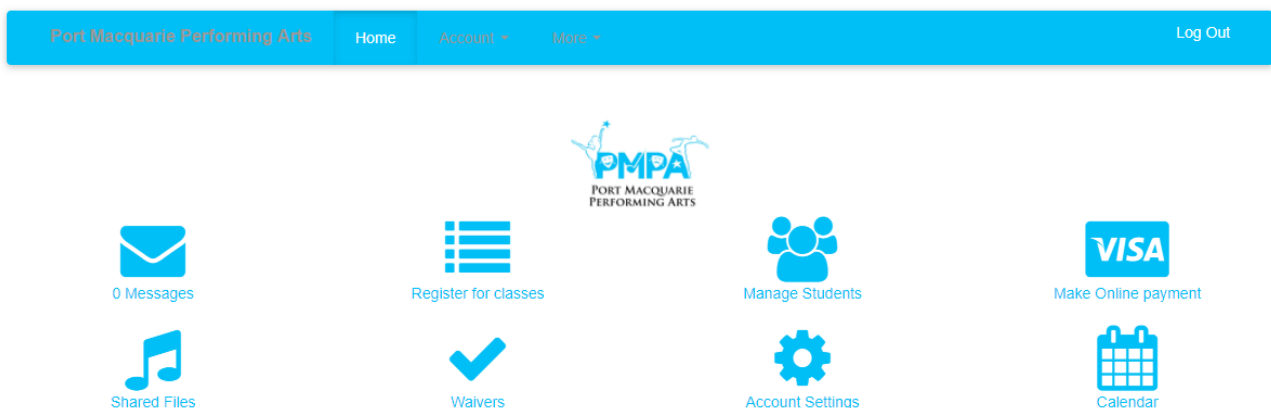 Port Macquarie Performing Arts Home Account More Log Out
PMPA
PORT MACQUARIE
PERFORMING ARTS
VISA
0 Messages Register for classes Manage Students Make Online payment
Shared Files Waivers Account Settings Calendar